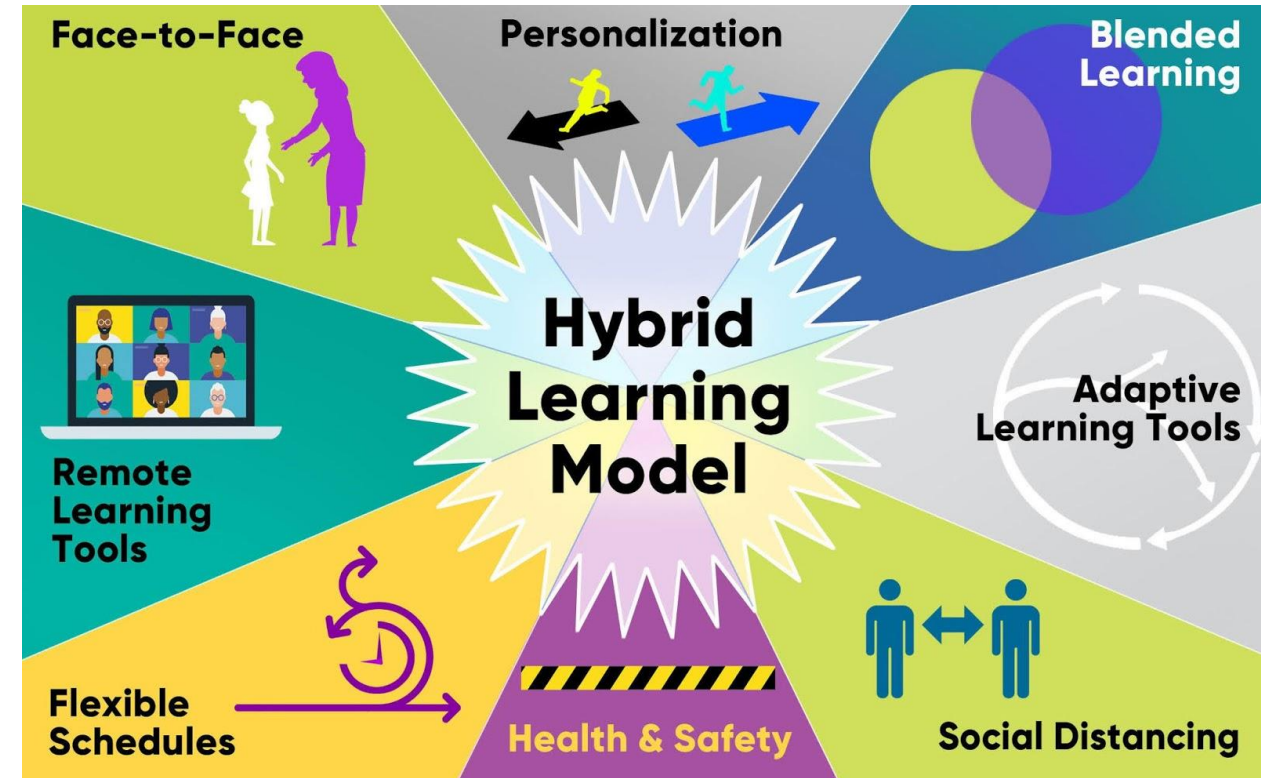 Face-to-Face
Personalization
Blended
Learning
Hybrid
Learning
Model
Adaptive
Learning Tools
Remote
Learning
Tools
Flexible
Schedules
Health & Safety
Social Distancing